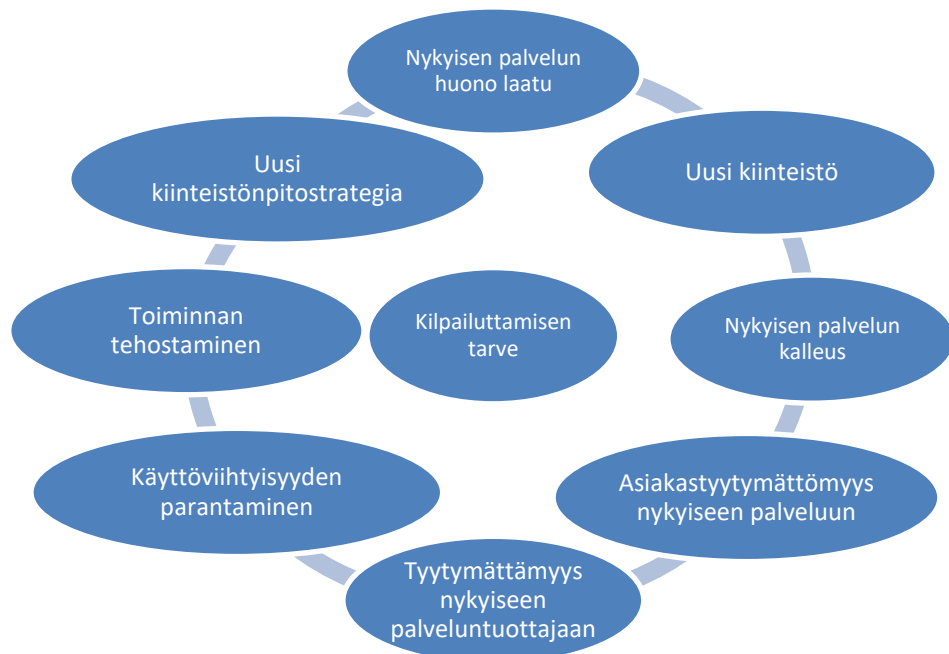 Nykyisen palvelun
huono laatu
Uusi kiinteistö
Nykyisen palvelun
kalleus
Asiakastyytymättömyys
nykyiseen palveluun
Tyytymättämyys
nykyiseen
palveluntuottajaan
Käyttöviihtyisyyden
parantaminen
Toiminnan
tehostaminen
Uusi
kiinteistönpitostrategia
Kilpailuttamisen
tarve